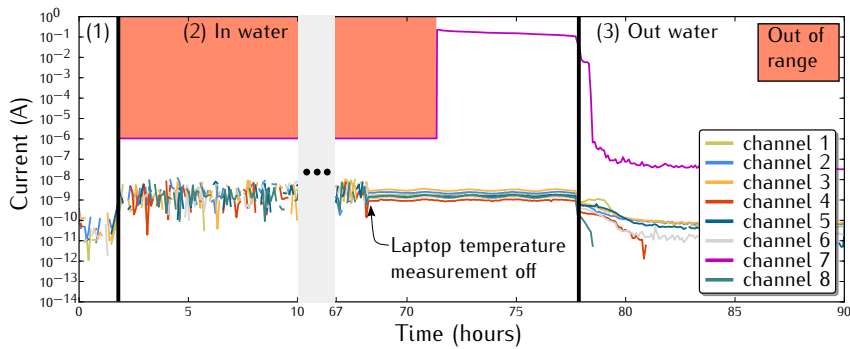 Current (A)
10⁰
10⁻¹
10⁻²
10⁻³
10⁻⁴
10⁻⁵
10⁻⁶
10⁻⁷
10⁻⁸
10⁻⁹
10⁻¹⁰
10⁻¹¹
10⁻¹²
10⁻¹³
10⁻¹⁴
(1)
(2) In water
(3) Out water
Out of
range
•••
Laptop temperature
measurement off
channel 1
channel 2
channel 3
channel 4
channel 5
channel 6
channel 7
channel 8
0 5 10 67 70 75 80 85 90
Time (hours)